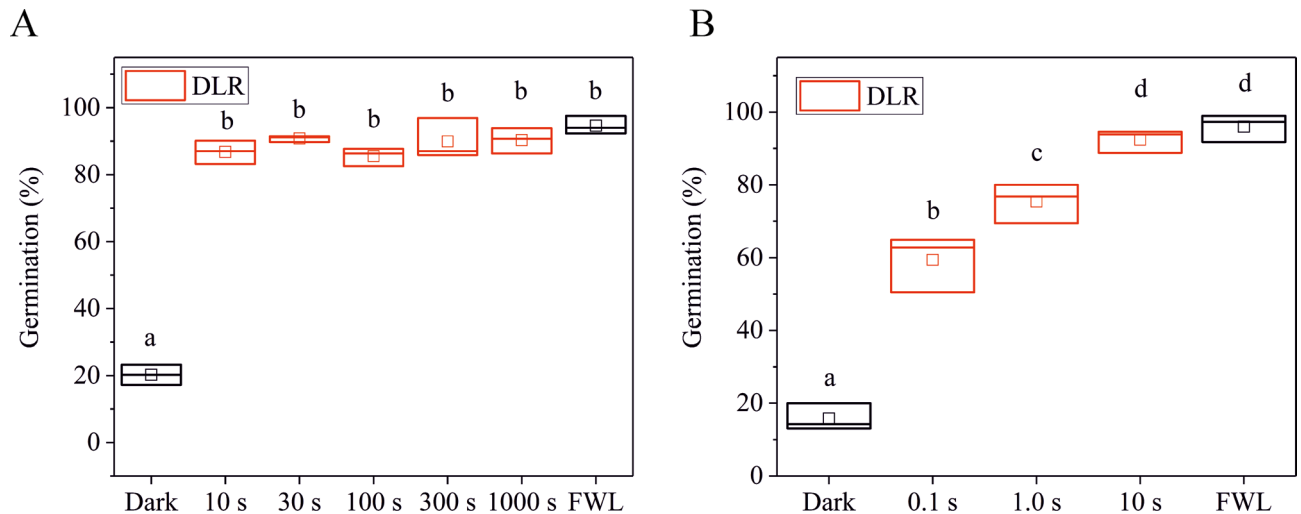 A
DLR
Germination (%)
100
80
60
40
20
0
a
b
b
b
b
b
b
Dark 10 s 30 s 100 s 300 s 1000 s FWL
B
DLR
Germination (%)
100
80
60
40
20
0
a
b
c
d
d
Dark 0.1 s 1.0 s 10 s FWL